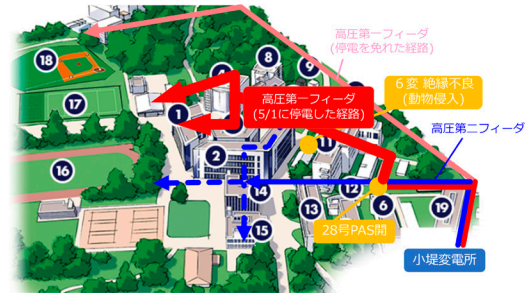 高圧第一フィーダ
(停電を免れた経路)
18
8
9
６変 絶縁不良
(動物侵入)
高圧第一フィーダ
(5/1に停電した経路)
17
1
高圧第二フィーダ
11
2
16
14
12
6
19
13
15
28号PAS開
小堤変電所